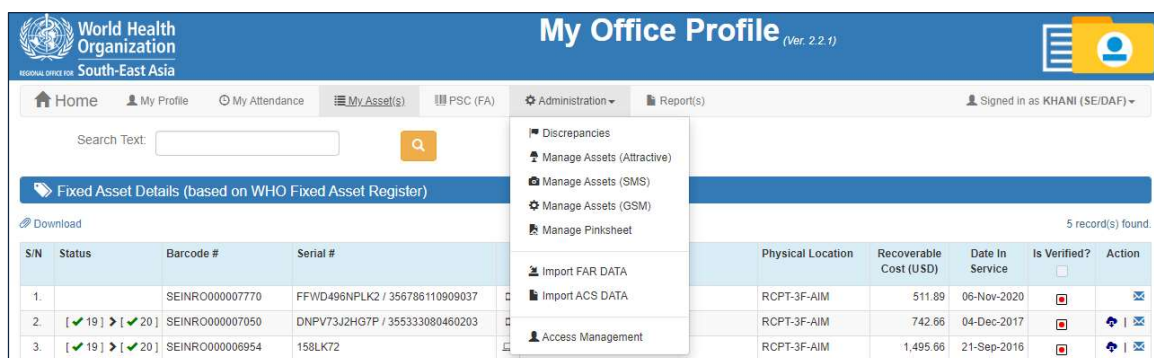 World Health
Organization
REGIONAL OFFICE FOR South-East Asia
My Office Profile (Ver. 2.2.1)
Home My Profile My Attendance My Asset(s) PSC (FA) Administration Report(s) Signed in as KHANI (SE/DAF)
Search Text:
Discrepancies
Manage Assets (Attractive)
Manage Assets (SMS)
Manage Assets (GSM)
Manage Pinksheet
Import FAR DATA
Import ACS DATA
Access Management
Fixed Asset Details (based on WHO Fixed Asset Register)
Download 5 record(s) found.
S/N Status Barcode # Serial # Physical Location Recoverable Cost (USD) Date In Service Is Verified? Action
1. SEINRO000007770 FFWD496NPLK2 / 356786110909037 RCPT-3F-AIM 511.89 06-Nov-2020
2. [ ✔ 19 ] > [ ✔ 20 ] SEINRO000007050 DNPV73J2HG7P / 355333080460203 RCPT-3F-AIM 742.66 04-Dec-2017 |
3. [ ✔ 19 ] > [ ✔ 20 ] SEINRO000006954 158LK72 RCPT-3F-AIM 1,495.66 21-Sep-2016 |